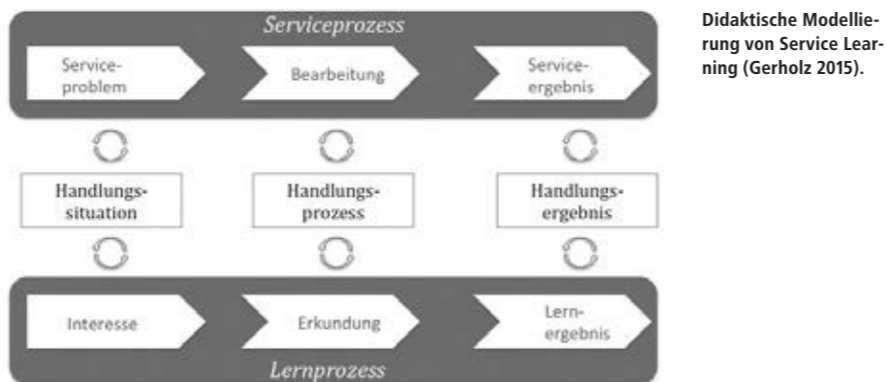 Serviceprozess
Service-
problem
Bearbeitung
Service-
ergebnis
Handlungs-
situation
Handlungs-
prozess
Handlungs-
ergebnis
Interesse
Erkundung
Lern-
ergebnis
Lernprozess
Didaktische Modellie-
rung von Service Lear-
ning (Gerholz 2015).